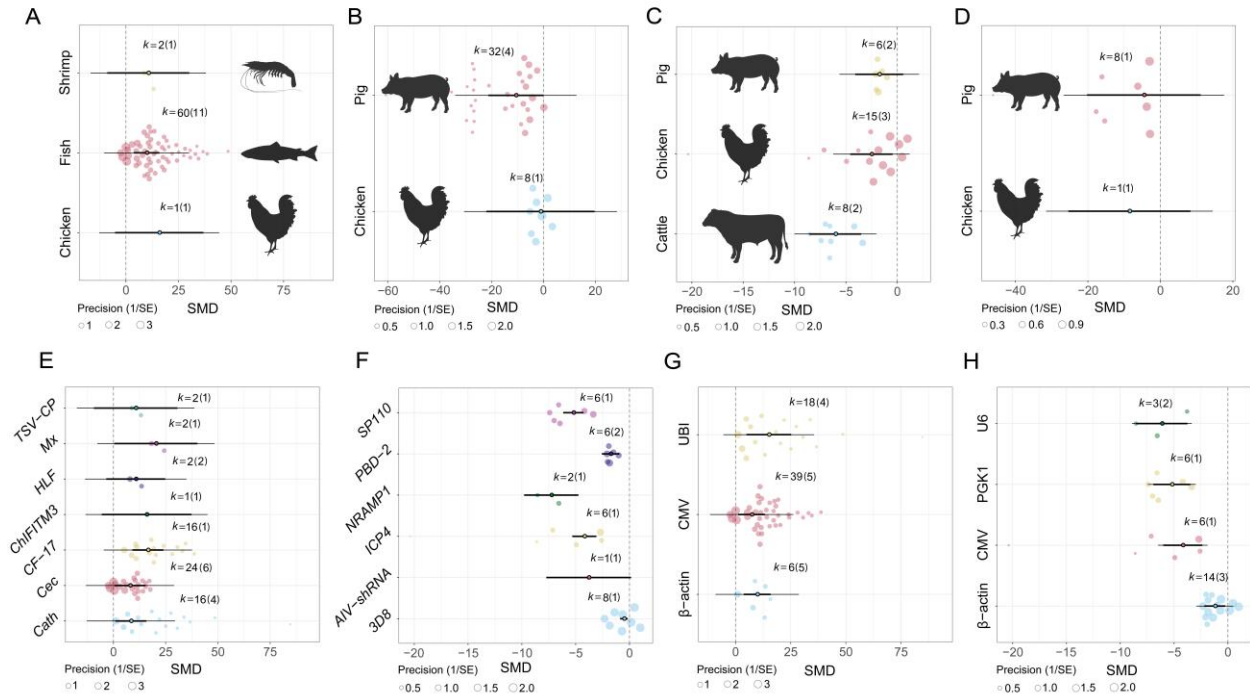 A
Shrimp
Fish
Chicken
k=2(1)
k=60(11)
k=1(1)
0 25 50 75
Precision (1/SE) SMD
1 2 3
B
Pig
Chicken
k=32(4)
k=8(1)
−60 −40 −20 0 20
Precision (1/SE) SMD
0.5 1.0 1.5 2.0
C
Pig
Chicken
Cattle
k=6(2)
k=15(3)
k=8(2)
−20 −15 −10 −5 0
Precision (1/SE) SMD
0.5 1.0 1.5 2.0
D
Pig
Chicken
k=8(1)
k=1(1)
−40 −20 0 20
Precision (1/SE) SMD
0.3 0.6 0.9
E
TSV-CP
Mx
HLF
ChIFITM3
CF-17
Cec
Cath
k=2(1)
k=2(1)
k=2(2)
k=1(1)
k=16(1)
k=24(6)
k=16(4)
0 25 50 75
Precision (1/SE) SMD
1 2 3
F
SP110
PBD-2
NRAMP1
ICP4
AIV-shRNA
3D8
k=6(1)
k=6(2)
k=2(1)
k=6(1)
k=1(1)
k=8(1)
−20 −15 −10 −5 0
Precision (1/SE) SMD
0.5 1.0 1.5 2.0
G
UBI
CMV
β−actin
k=18(4)
k=39(5)
k=6(5)
0 25 50 75
Precision (1/SE) SMD
1 2 3
H
U6
PGK1
CMV
β−actin
k=3(2)
k=6(1)
k=6(1)
k=14(3)
−20 −15 −10 −5 0
Precision (1/SE) SMD
0.5 1.0 1.5 2.0